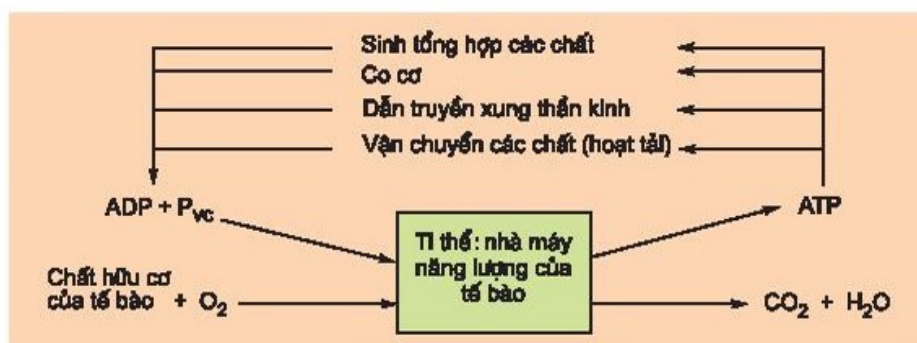 Sinh tổng hợp các chất
Co cơ
Dẫn truyền xung thần kinh
Vận chuyển các chất (hoạt tải)
ADP + Pvc
ATP
Ti thể: nhà máy
năng lượng của
tế bào
Chất hữu cơ
của tế bào + O₂
CO₂ + H₂O